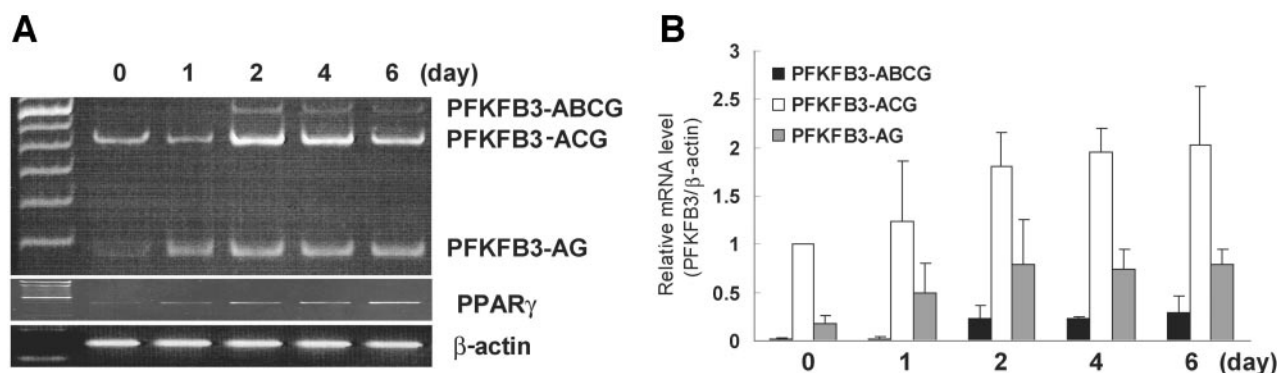 A
0 1 2 4 6 (day)
PFKFB3-ABCG
PFKFB3-ACG
PFKFB3-AG
PPARγ
β-actin
B
Relative mRNA level
(PFKFB3/β-actin)
3
2.5
2
1.5
1
0.5
0
PFKFB3-ABCG
PFKFB3-ACG
PFKFB3-AG
0 1 2 4 6 (day)